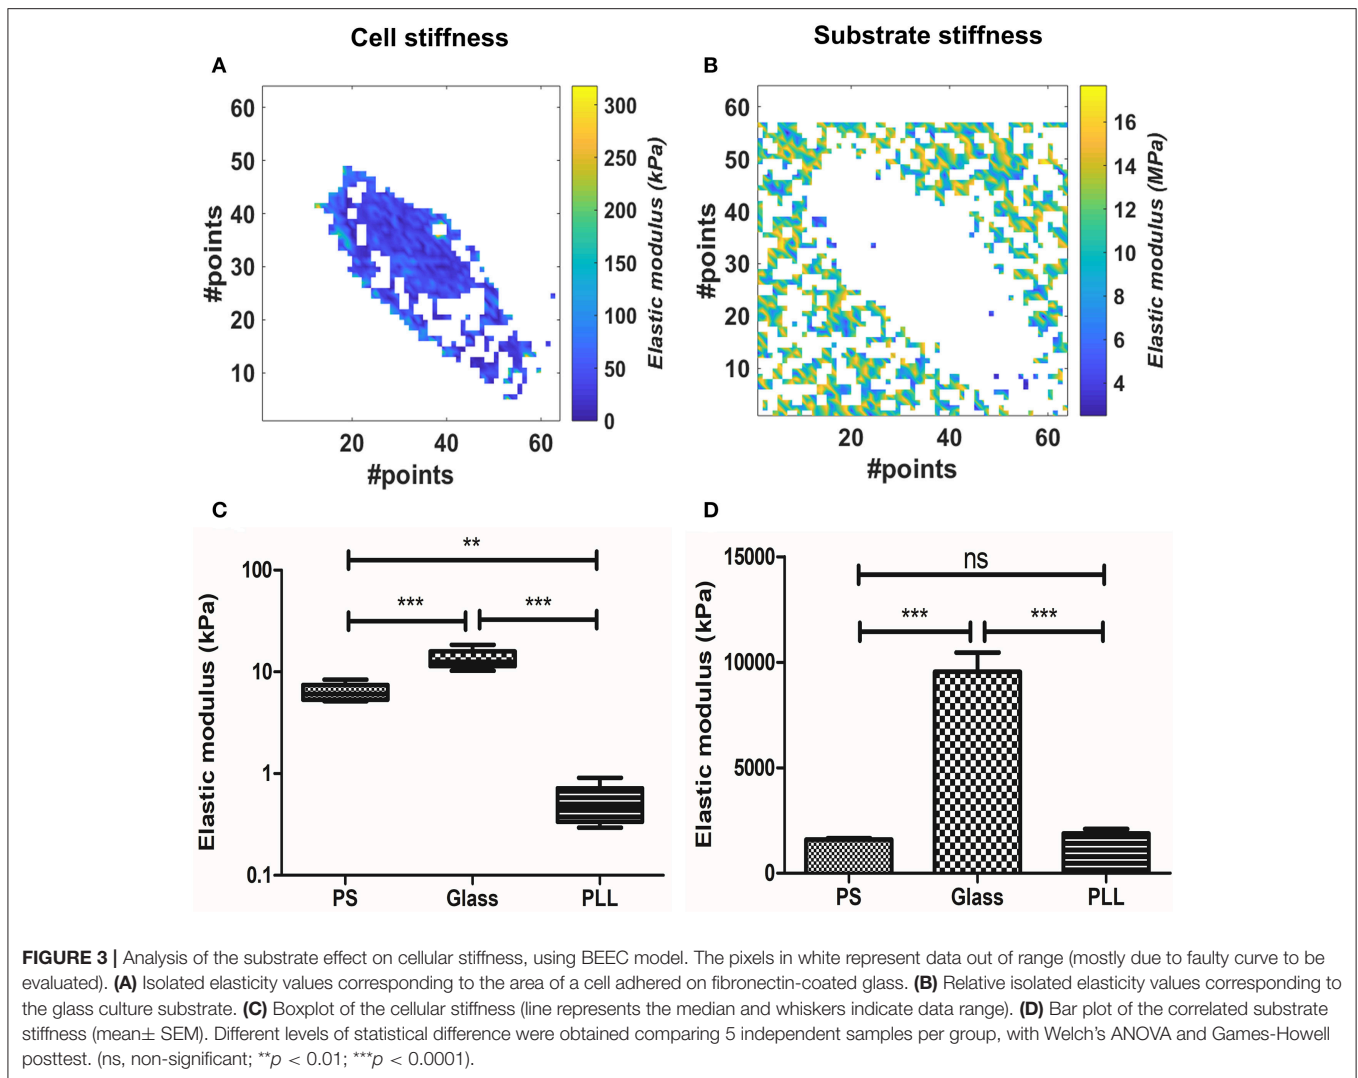 Cell stiffness
Substrate stiffness
A
60
50
40
30
20
10
20 40 60
#points
#points
300
250
200
150
100
50
0
Elastic modulus (kPa)
B
60
50
40
30
20
10
20 40 60
#points
#points
16
14
12
10
8
6
4
Elastic modulus (MPa)
C
**
*** ***
100
10
1
0.1
Elastic modulus (kPa)
PS Glass PLL
D
ns
*** ***
15000
10000
5000
0
Elastic modulus (kPa)
PS Glass PLL
FIGURE 3 | Analysis of the substrate effect on cellular stiffness, using BEEC model. The pixels in white represent data out of range (mostly due to faulty curve to be
evaluated). (A) Isolated elasticity values corresponding to the area of a cell adhered on fibronectin-coated glass. (B) Relative isolated elasticity values corresponding to
the glass culture substrate. (C) Boxplot of the cellular stiffness (line represents the median and whiskers indicate data range). (D) Bar plot of the correlated substrate
stiffness (mean± SEM). Different levels of statistical difference were obtained comparing 5 independent samples per group, with Welch's ANOVA and Games-Howell
posttest. (ns, non-significant; **p < 0.01; ***p < 0.0001).